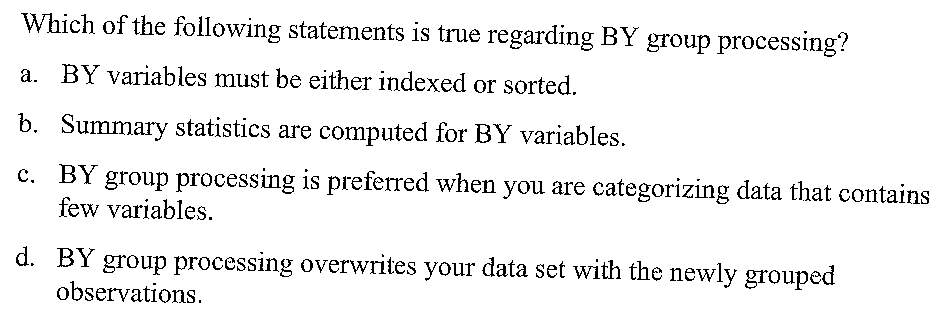 Which of the following statements is true regarding BY group processing?
a. BY variables must be either indexed or sorted.
b. Summary statistics are computed for BY variables.
c. BY group processing is preferred when you are categorizing data that contains
few variables.
d. BY group processing overwrites your data set with the newly grouped
observations.